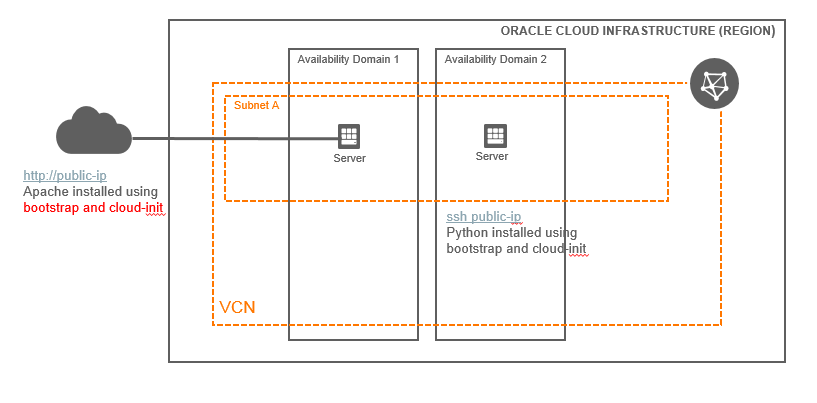 ORACLE CLOUD INFRASTRUCTURE (REGION)
Availability Domain 1
Availability Domain 2
Subnet A
Server
Server
http://public-ip
Apache installed using
bootstrap and cloud-init
ssh public-ip
Python installed using
bootstrap and cloud-init
VCN